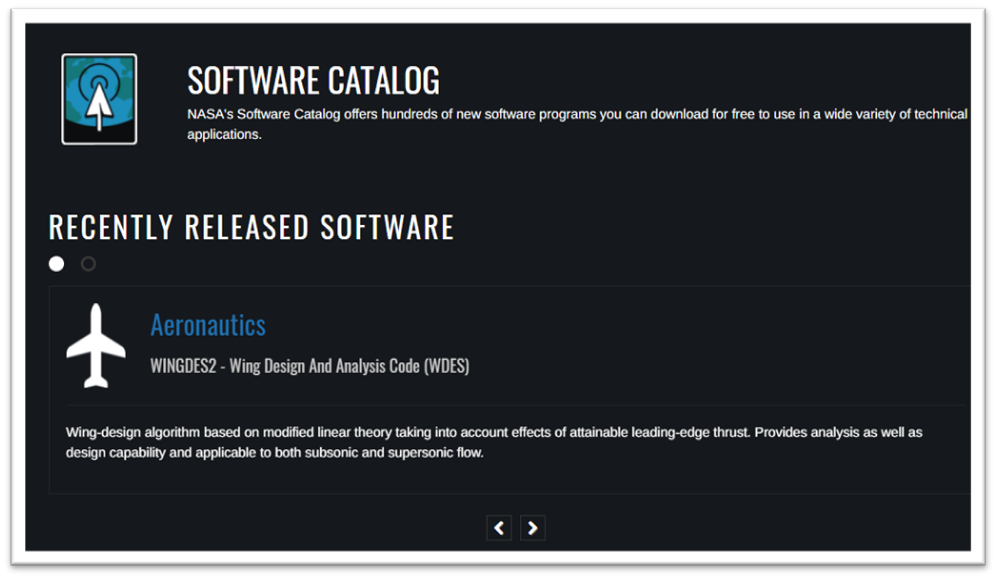 SOFTWARE CATALOG
NASA's Software Catalog offers hundreds of new software programs you can download for free to use in a wide variety of technical
applications.
RECENTLY RELEASED SOFTWARE
Aeronautics
WINGDES2 - Wing Design And Analysis Code (WDES)
Wing-design algorithm based on modified linear theory taking into account effects of attainable leading-edge thrust. Provides analysis as well as
design capability and applicable to both subsonic and supersonic flow.